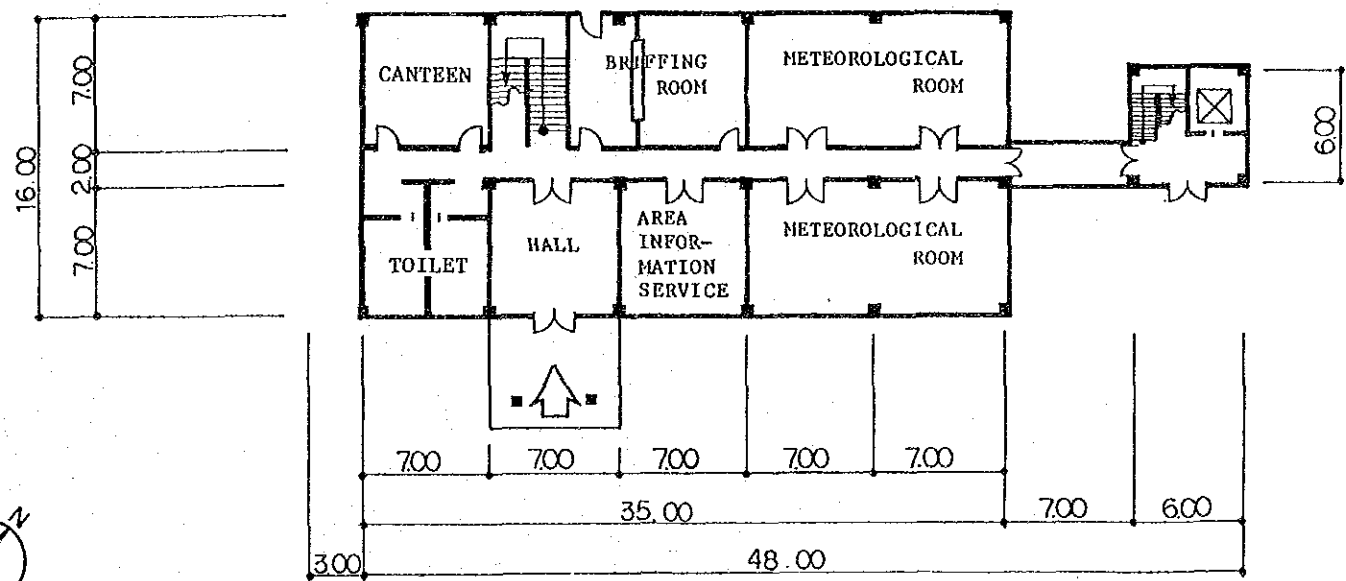 CANTEEN
BRIFFING
ROOM
METEOROLOGICAL
ROOM
7.00
2.00
7.00
16.00
6.00
TOILET
HALL
AREA
INFOR-
MATION
SERVICE
METEOROLOGICAL
ROOM
7.00 7.00 7.00 7.00 7.00
35.00 7.00 6.00
3.00 48.00
N